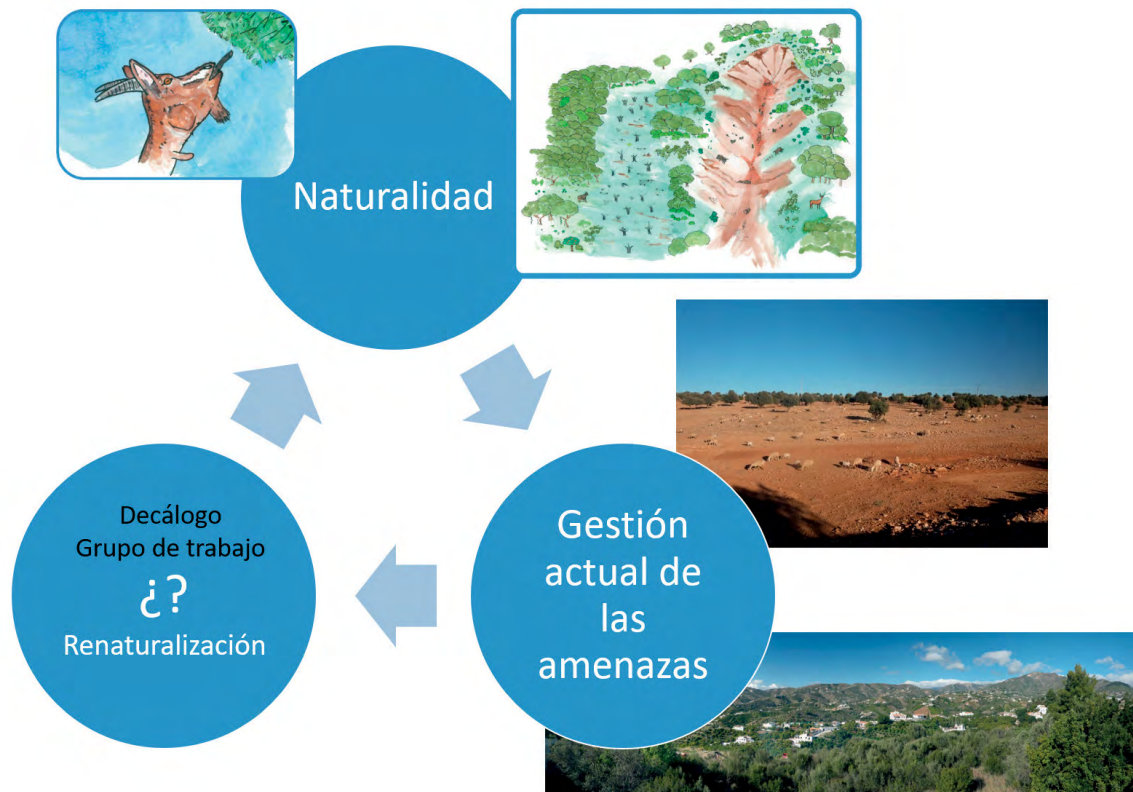 Naturalidad
Gestión
actual de
las
amenazas
Decálogo
Grupo de trabajo
¿?
Renaturalización